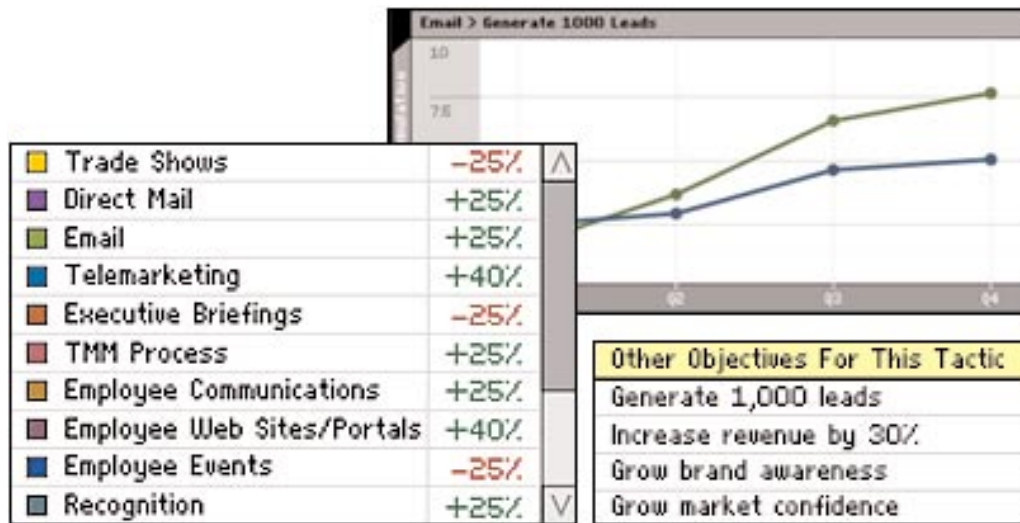 Email > Generate 1000 Leads
10
7.5
Trade Shows -25%
Direct Mail +25%
Email +25%
Telemarketing +40%
Executive Briefings -25%
TMM Process +25%
Employee Communications +25%
Employee Web Sites/Portals +40%
Employee Events -25%
Recognition +25%
Q2 Q3 Q4
Other Objectives For This Tactic
Generate 1,000 leads
Increase revenue by 30%
Grow brand awareness
Grow market confidence